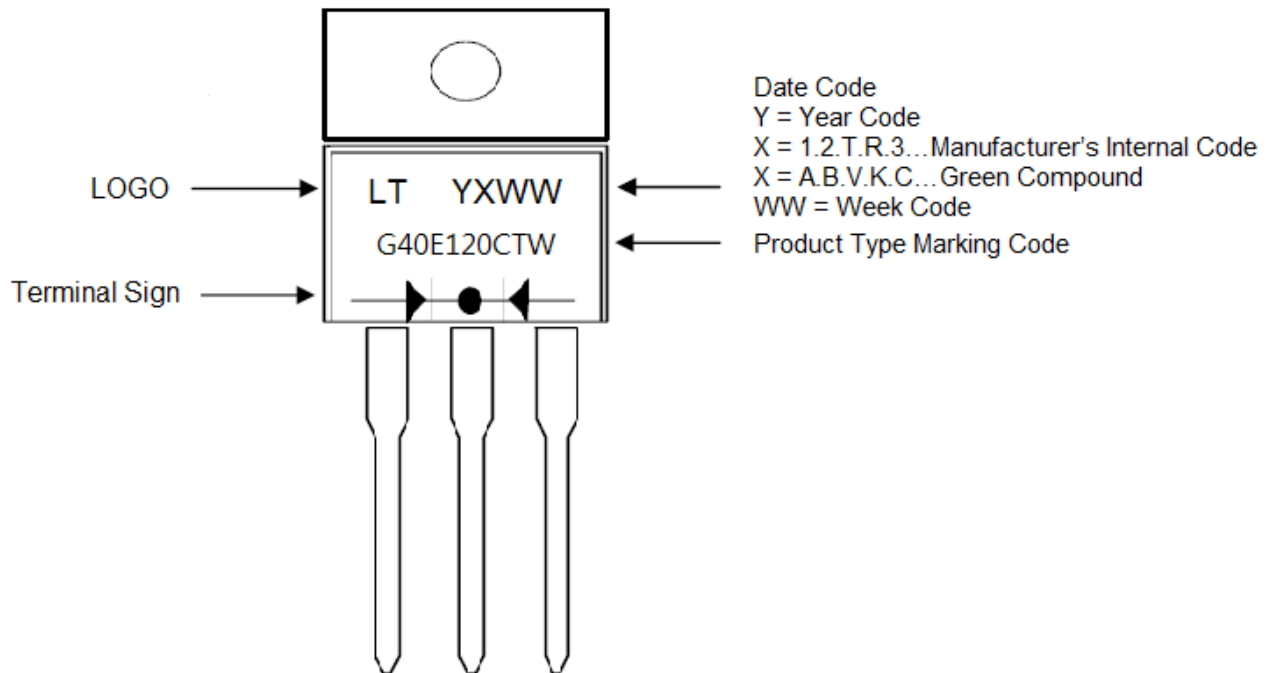 Date Code
Y = Year Code
X = 1.2.T.R.3...Manufacturer's Internal Code
LOGO
LT YXWW
X = A.B.V.K.C...Green Compound
WW = Week Code
G40E120CTW
Product Type Marking Code
Terminal Sign